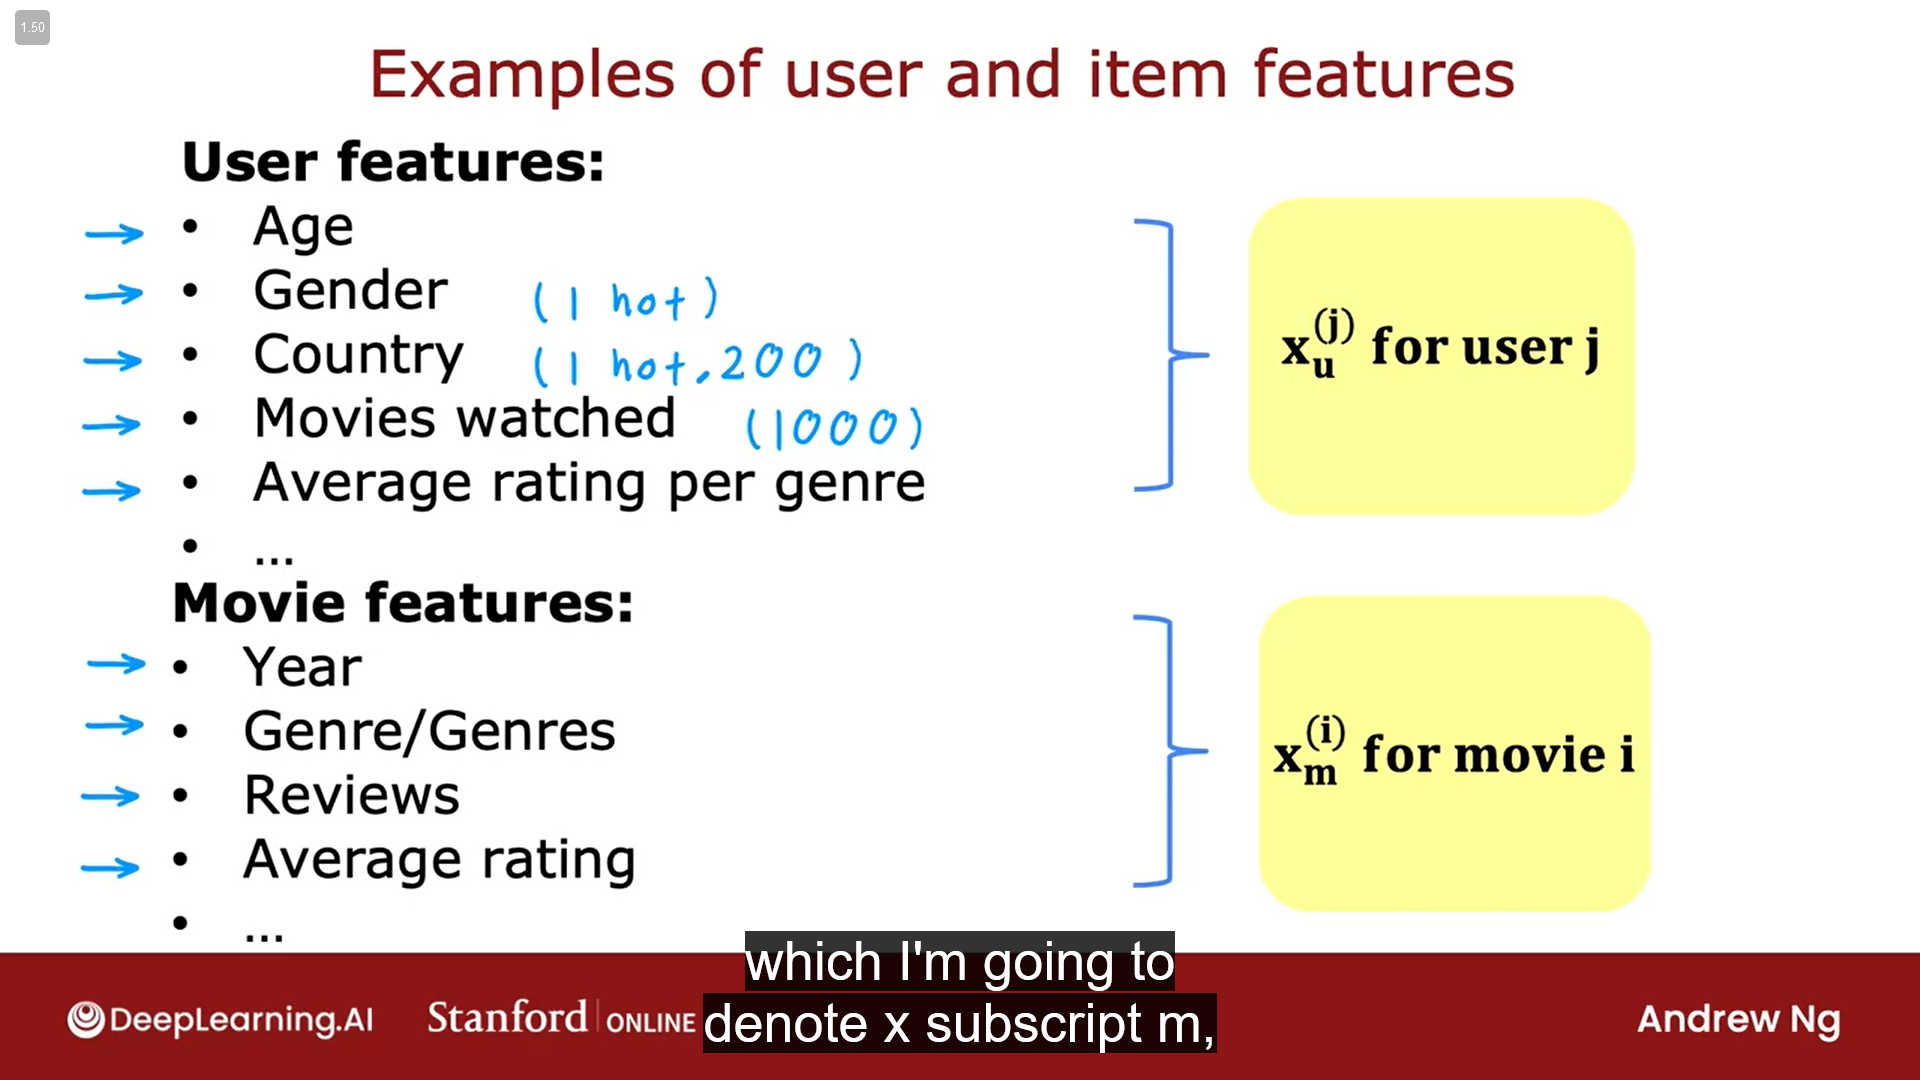 1.50
Examples of user and item features
User features:
• Age
• Gender (1 hot)
• Country (1 hot, 200)
• Movies watched (1000)
• Average rating per genre
• ...
x_u^(j) for user j
Movie features:
• Year
• Genre/Genres
• Reviews
• Average rating
• ...
x_m^(i) for movie i
which I'm going to
denote x subscript m,
DeepLearning.AI
Stanford ONLINE
Andrew Ng